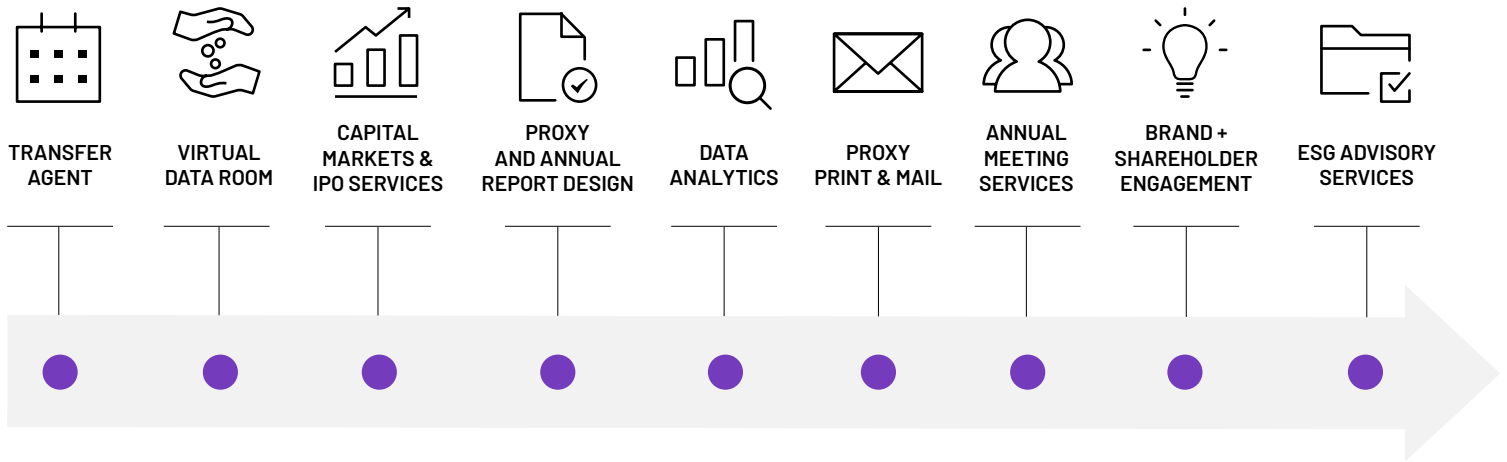 TRANSFER
AGENT
VIRTUAL
DATA ROOM
CAPITAL
MARKETS &
IPO SERVICES
PROXY
AND ANNUAL
REPORT DESIGN
DATA
ANALYTICS
PROXY
PRINT & MAIL
ANNUAL
MEETING
SERVICES
BRAND +
SHAREHOLDER
ENGAGEMENT
ESG ADVISORY
SERVICES